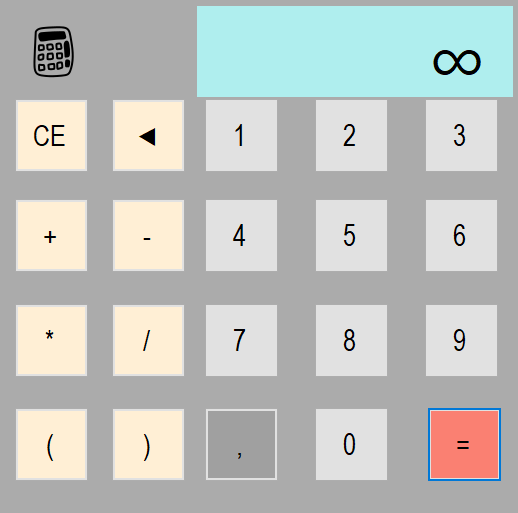 ∞
CE ◄ 1 2 3
+ - 4 5 6
* / 7 8 9
( ) , 0 =